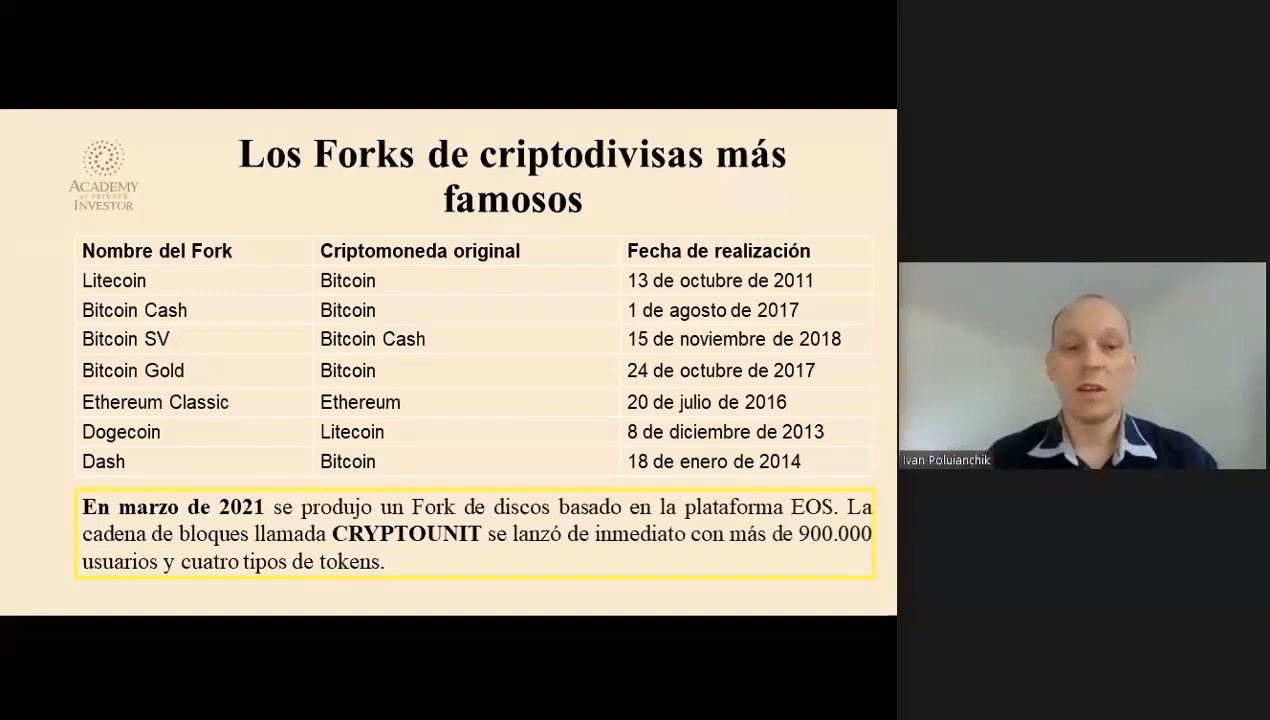 Los Forks de criptodivisas más
famosos
ACADEMY
OF PRIVATE
INVESTOR
Nombre del Fork Criptomoneda original Fecha de realización
Litecoin Bitcoin 13 de octubre de 2011
Bitcoin Cash Bitcoin 1 de agosto de 2017
Bitcoin SV Bitcoin Cash 15 de noviembre de 2018
Bitcoin Gold Bitcoin 24 de octubre de 2017
Ethereum Classic Ethereum 20 de julio de 2016
Dogecoin Litecoin 8 de diciembre de 2013
Dash Bitcoin 18 de enero de 2014
En marzo de 2021 se produjo un Fork de discos basado en la plataforma EOS. La
cadena de bloques llamada CRYPTOUNIT se lanzó de inmediato con más de 900.000
usuarios y cuatro tipos de tokens.
Ivan Poluianchik